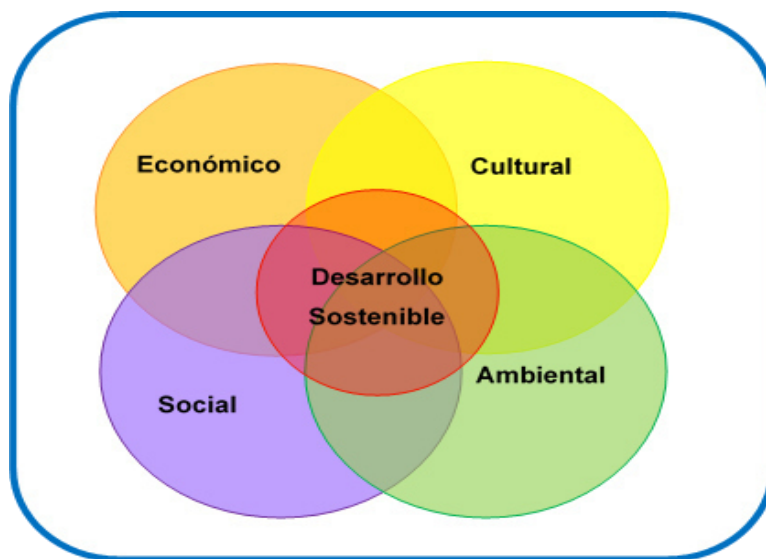 Económico
Cultural
Desarrollo
Sostenible
Ambiental
Social